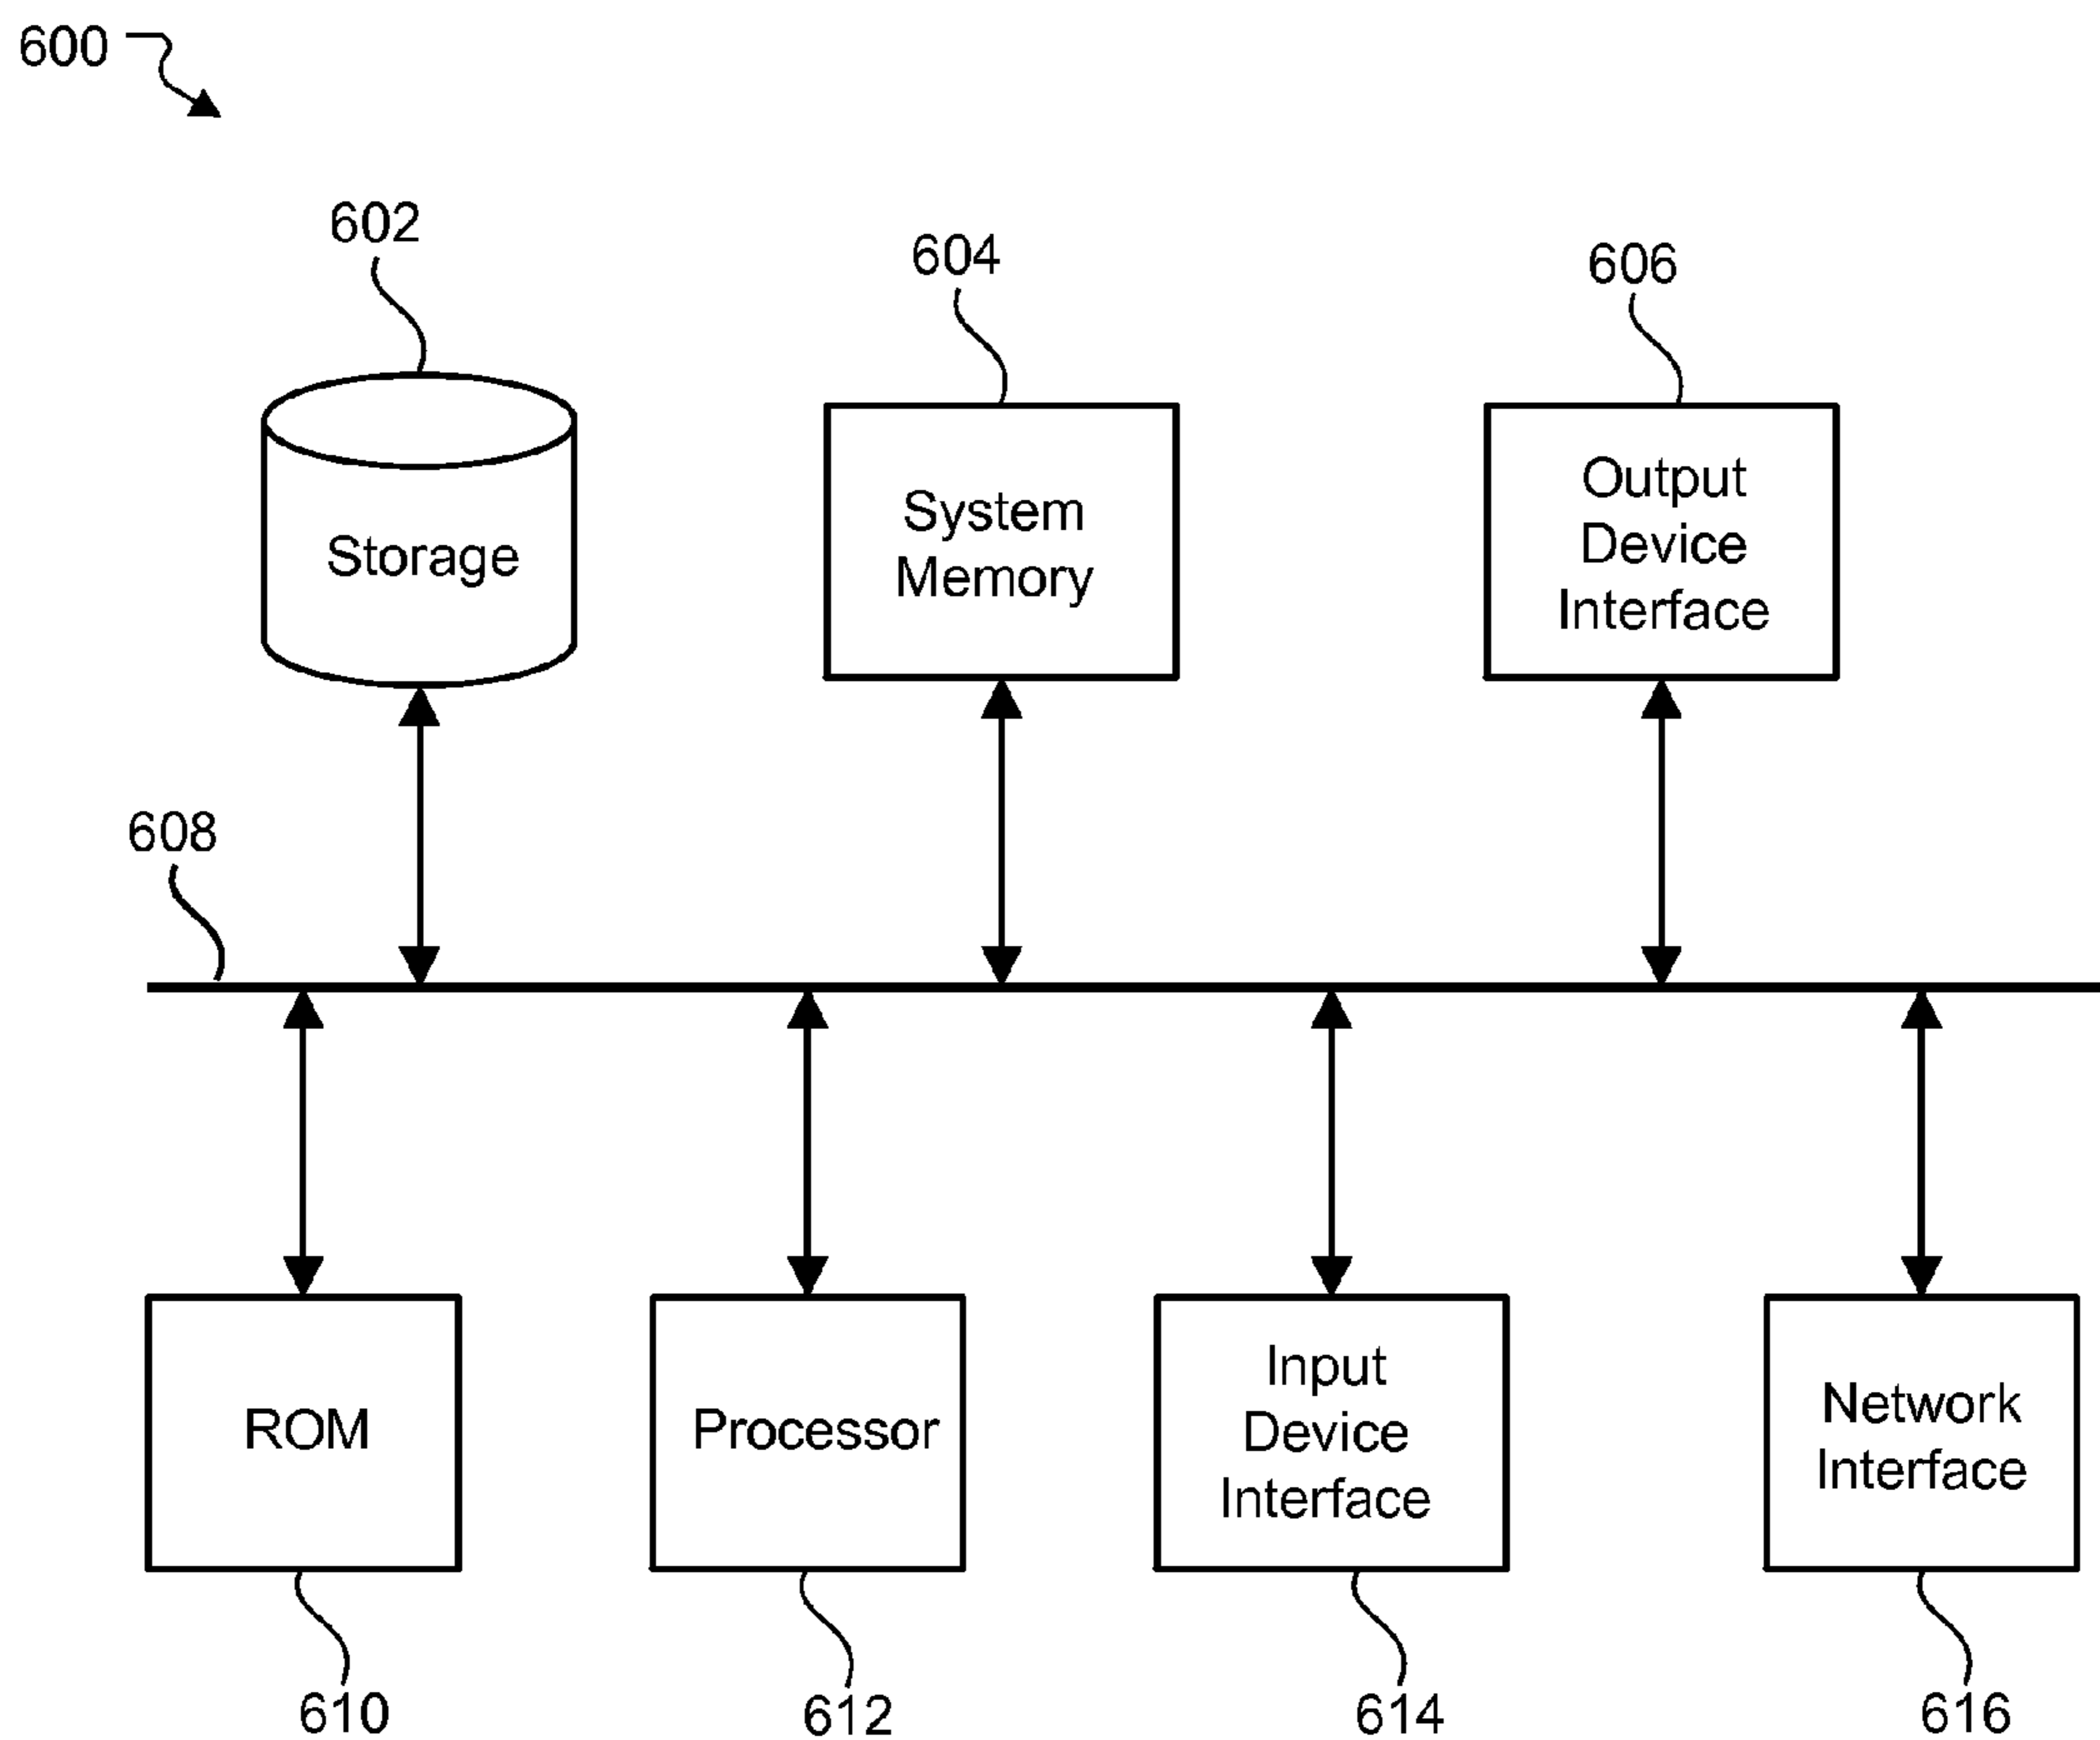 600
602
604
606
Storage
System
Memory
Output
Device
Interface
608
ROM
Processor
Input
Device
Interface
Network
Interface
610
612
614
616